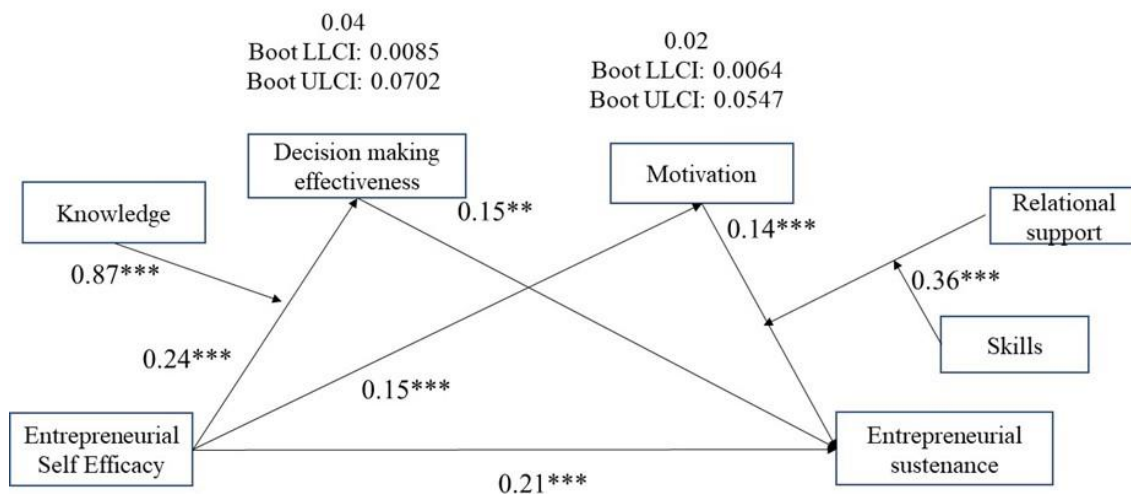 0.04
Boot LLCI: 0.0085
Boot ULCI: 0.0702
0.02
Boot LLCI: 0.0064
Boot ULCI: 0.0547
Decision making
effectiveness
Motivation
Knowledge
0.15**
0.14***
Relational
support
0.87***
0.36***
Skills
0.24***
0.15***
Entrepreneurial
Self Efficacy
Entrepreneurial
sustenance
0.21***